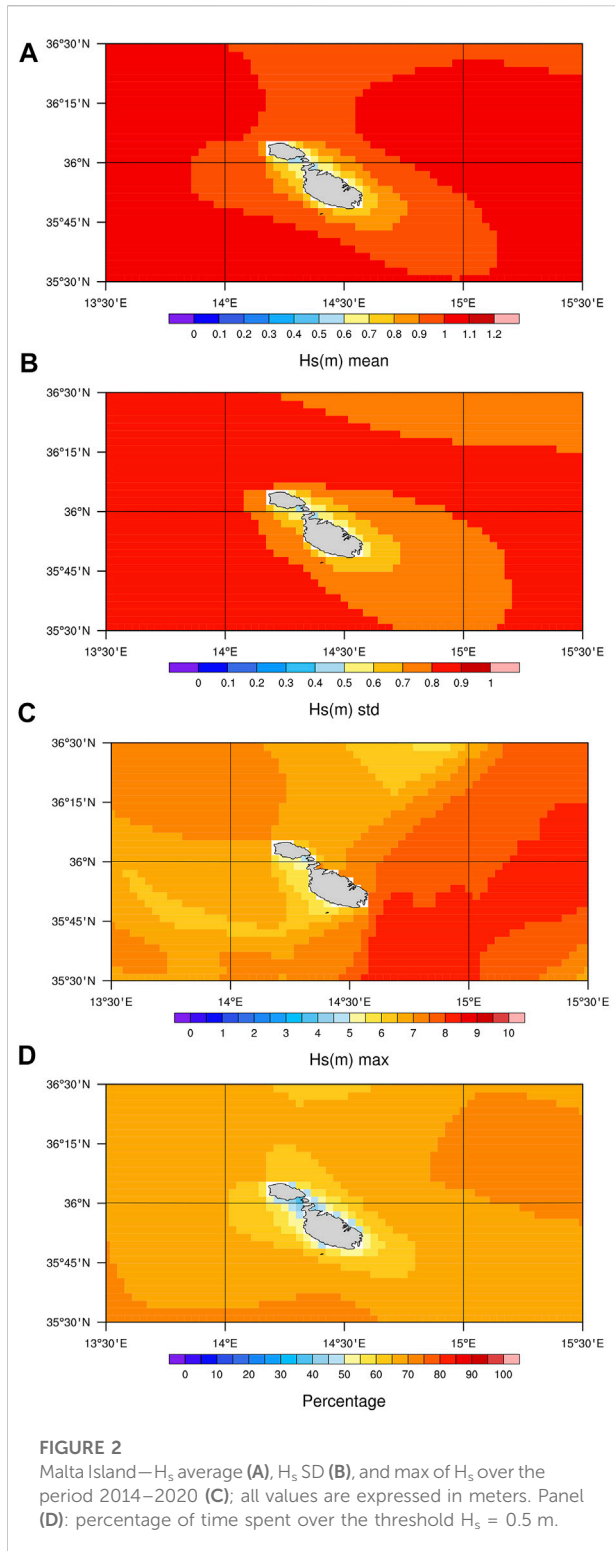 A
36°30'N
36°15'N
36°N
35°45'N
35°30'N
13°30'E 14°E 14°30'E 15°E 15°30'E
0 0.1 0.2 0.3 0.4 0.5 0.6 0.7 0.8 0.9 1 1.1 1.2
Hs(m) mean
B
36°30'N
36°15'N
36°N
35°45'N
35°30'N
13°30'E 14°E 14°30'E 15°E 15°30'E
0 0.1 0.2 0.3 0.4 0.5 0.6 0.7 0.8 0.9 1
Hs(m) std
C
36°30'N
36°15'N
36°N
35°45'N
35°30'N
13°30'E 14°E 14°30'E 15°E 15°30'E
0 1 2 3 4 5 6 7 8 9 10
Hs(m) max
D
36°30'N
36°15'N
36°N
35°45'N
35°30'N
13°30'E 14°E 14°30'E 15°E 15°30'E
0 10 20 30 40 50 60 70 80 90 100
Percentage
FIGURE 2
Malta Island—Hs average (A), Hs SD (B), and max of Hs over the
period 2014–2020 (C); all values are expressed in meters. Panel
(D): percentage of time spent over the threshold Hs = 0.5 m.